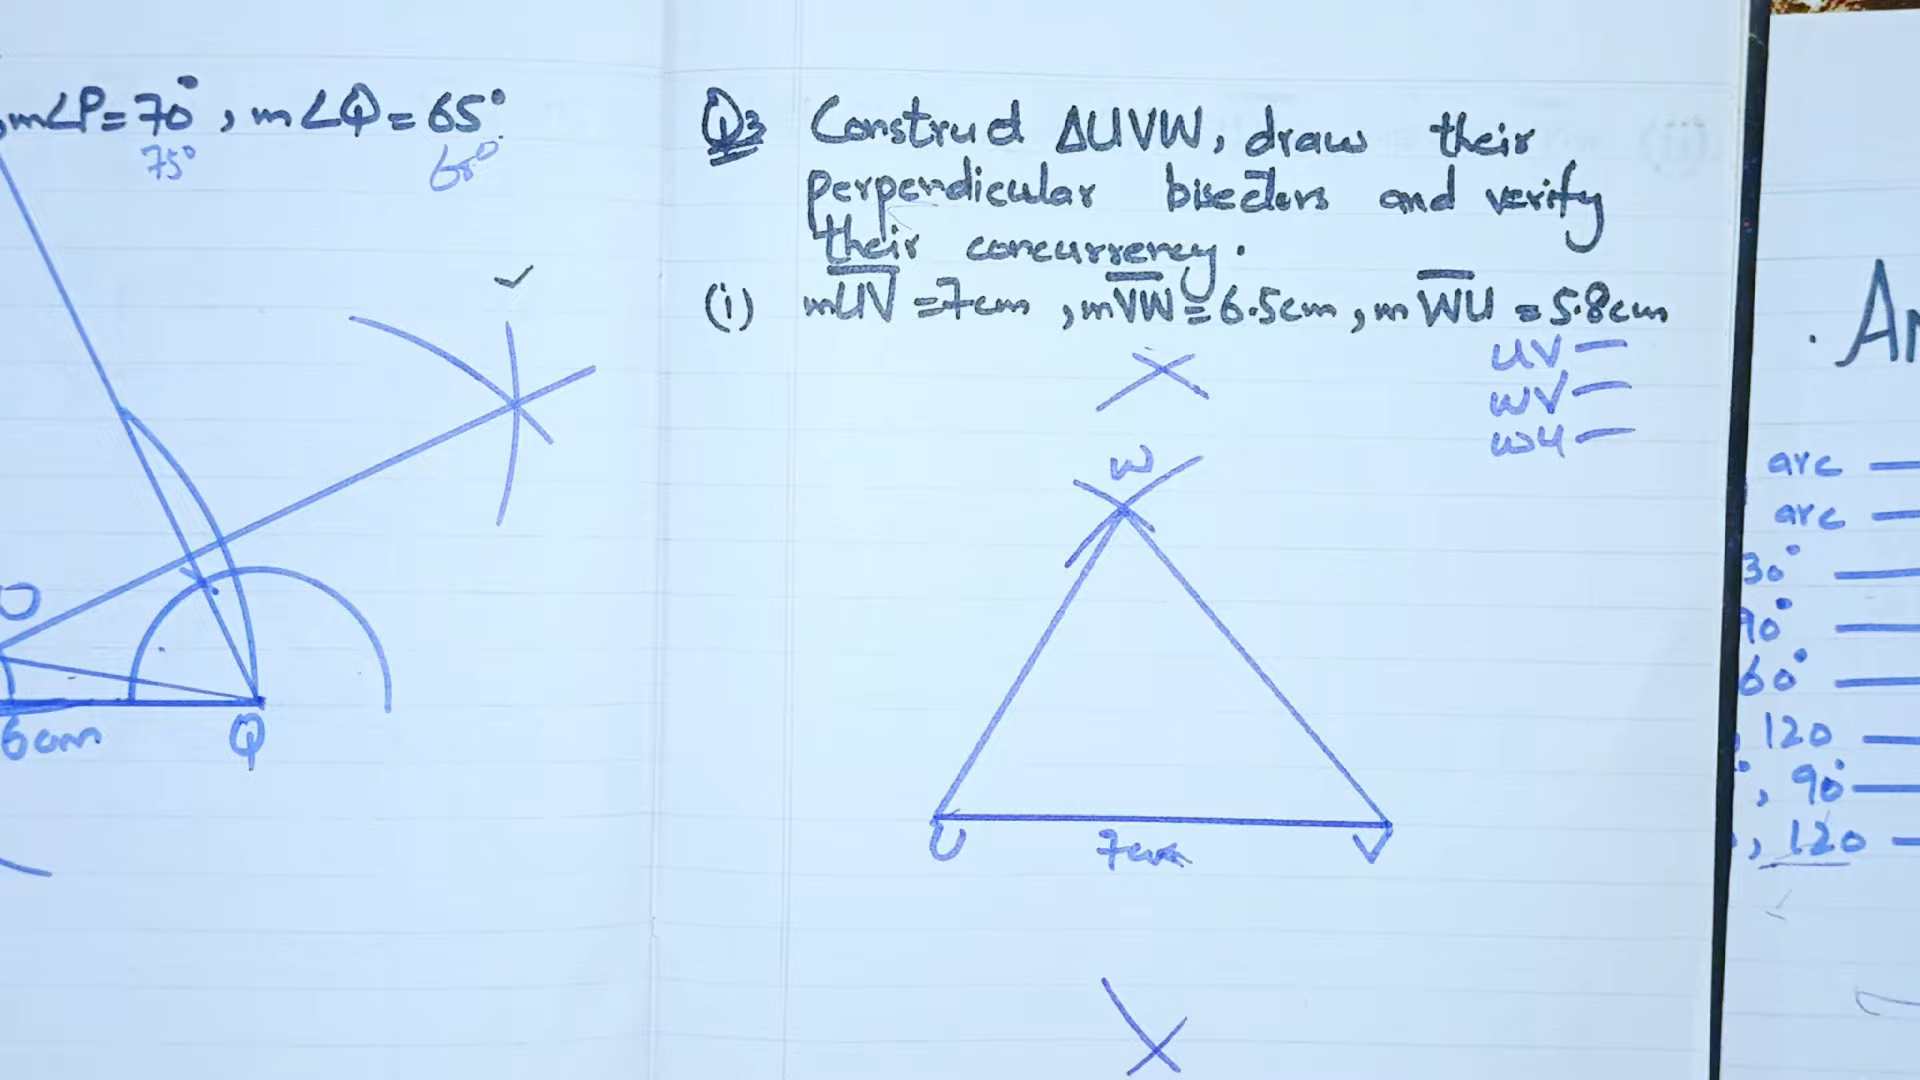 mLP=70°, m∠Q=65°
75° 65°
O
6cm Q
Q3 Construct ΔUVW, draw their
perpendicular bisectors and verify
their concurrency.
(i) mUV=7cm, mVW=6.5cm, mWU=5.8cm
UV—
WV—
WU—
W
U 7cm V
arc —
arc —
30° —
90° —
60° —
, 120 —
°, 90° —
, 120 —